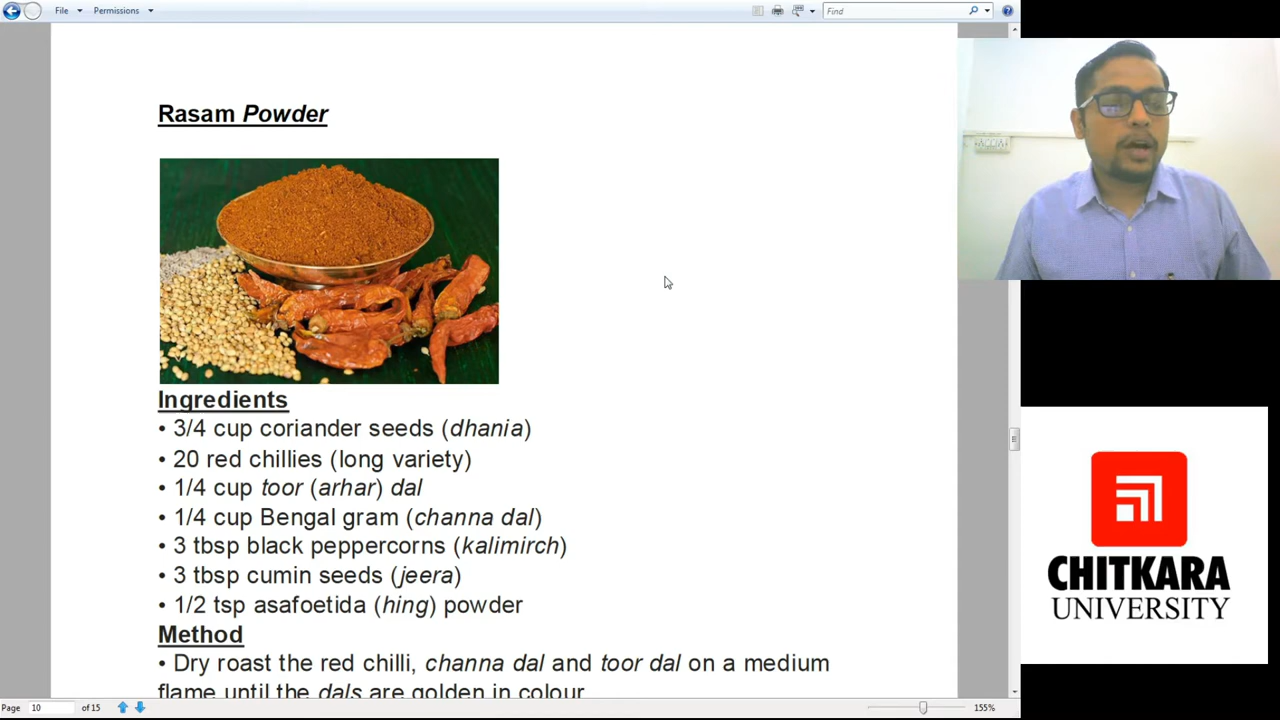 File
Permissions
Find
Rasam Powder
Ingredients
• 3/4 cup coriander seeds (dhania)
• 20 red chillies (long variety)
• 1/4 cup toor (arhar) dal
• 1/4 cup Bengal gram (channa dal)
• 3 tbsp black peppercorns (kalimirch)
• 3 tbsp cumin seeds (jeera)
• 1/2 tsp asafoetida (hing) powder
Method
• Dry roast the red chilli, channa dal and toor dal on a medium
flame until the dals are golden in colour
CHITKARA
UNIVERSITY
Page 10 of 15
155%